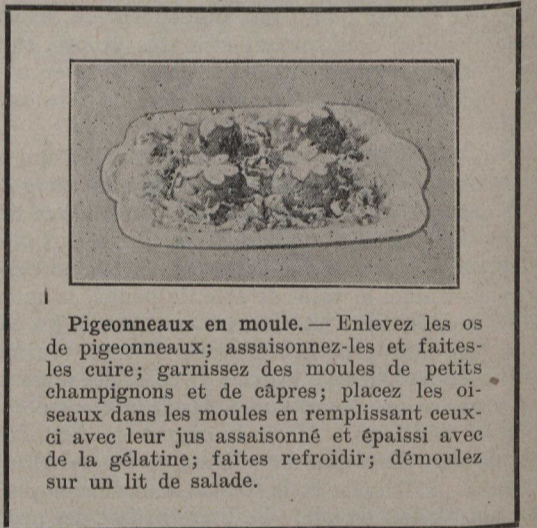 Pigeonneaux en moule. — Enlevez les os
de pigeonneaux; assaisonnez-les et faites-
les cuire; garnissez des moules de petits
champignons et de câpres; placez les oi-
seaux dans les moules en remplissant ceux-
ci avec leur jus assaisonné et épaissi avec
de la gélatine; faites refroidir; démoulez
sur un lit de salade.